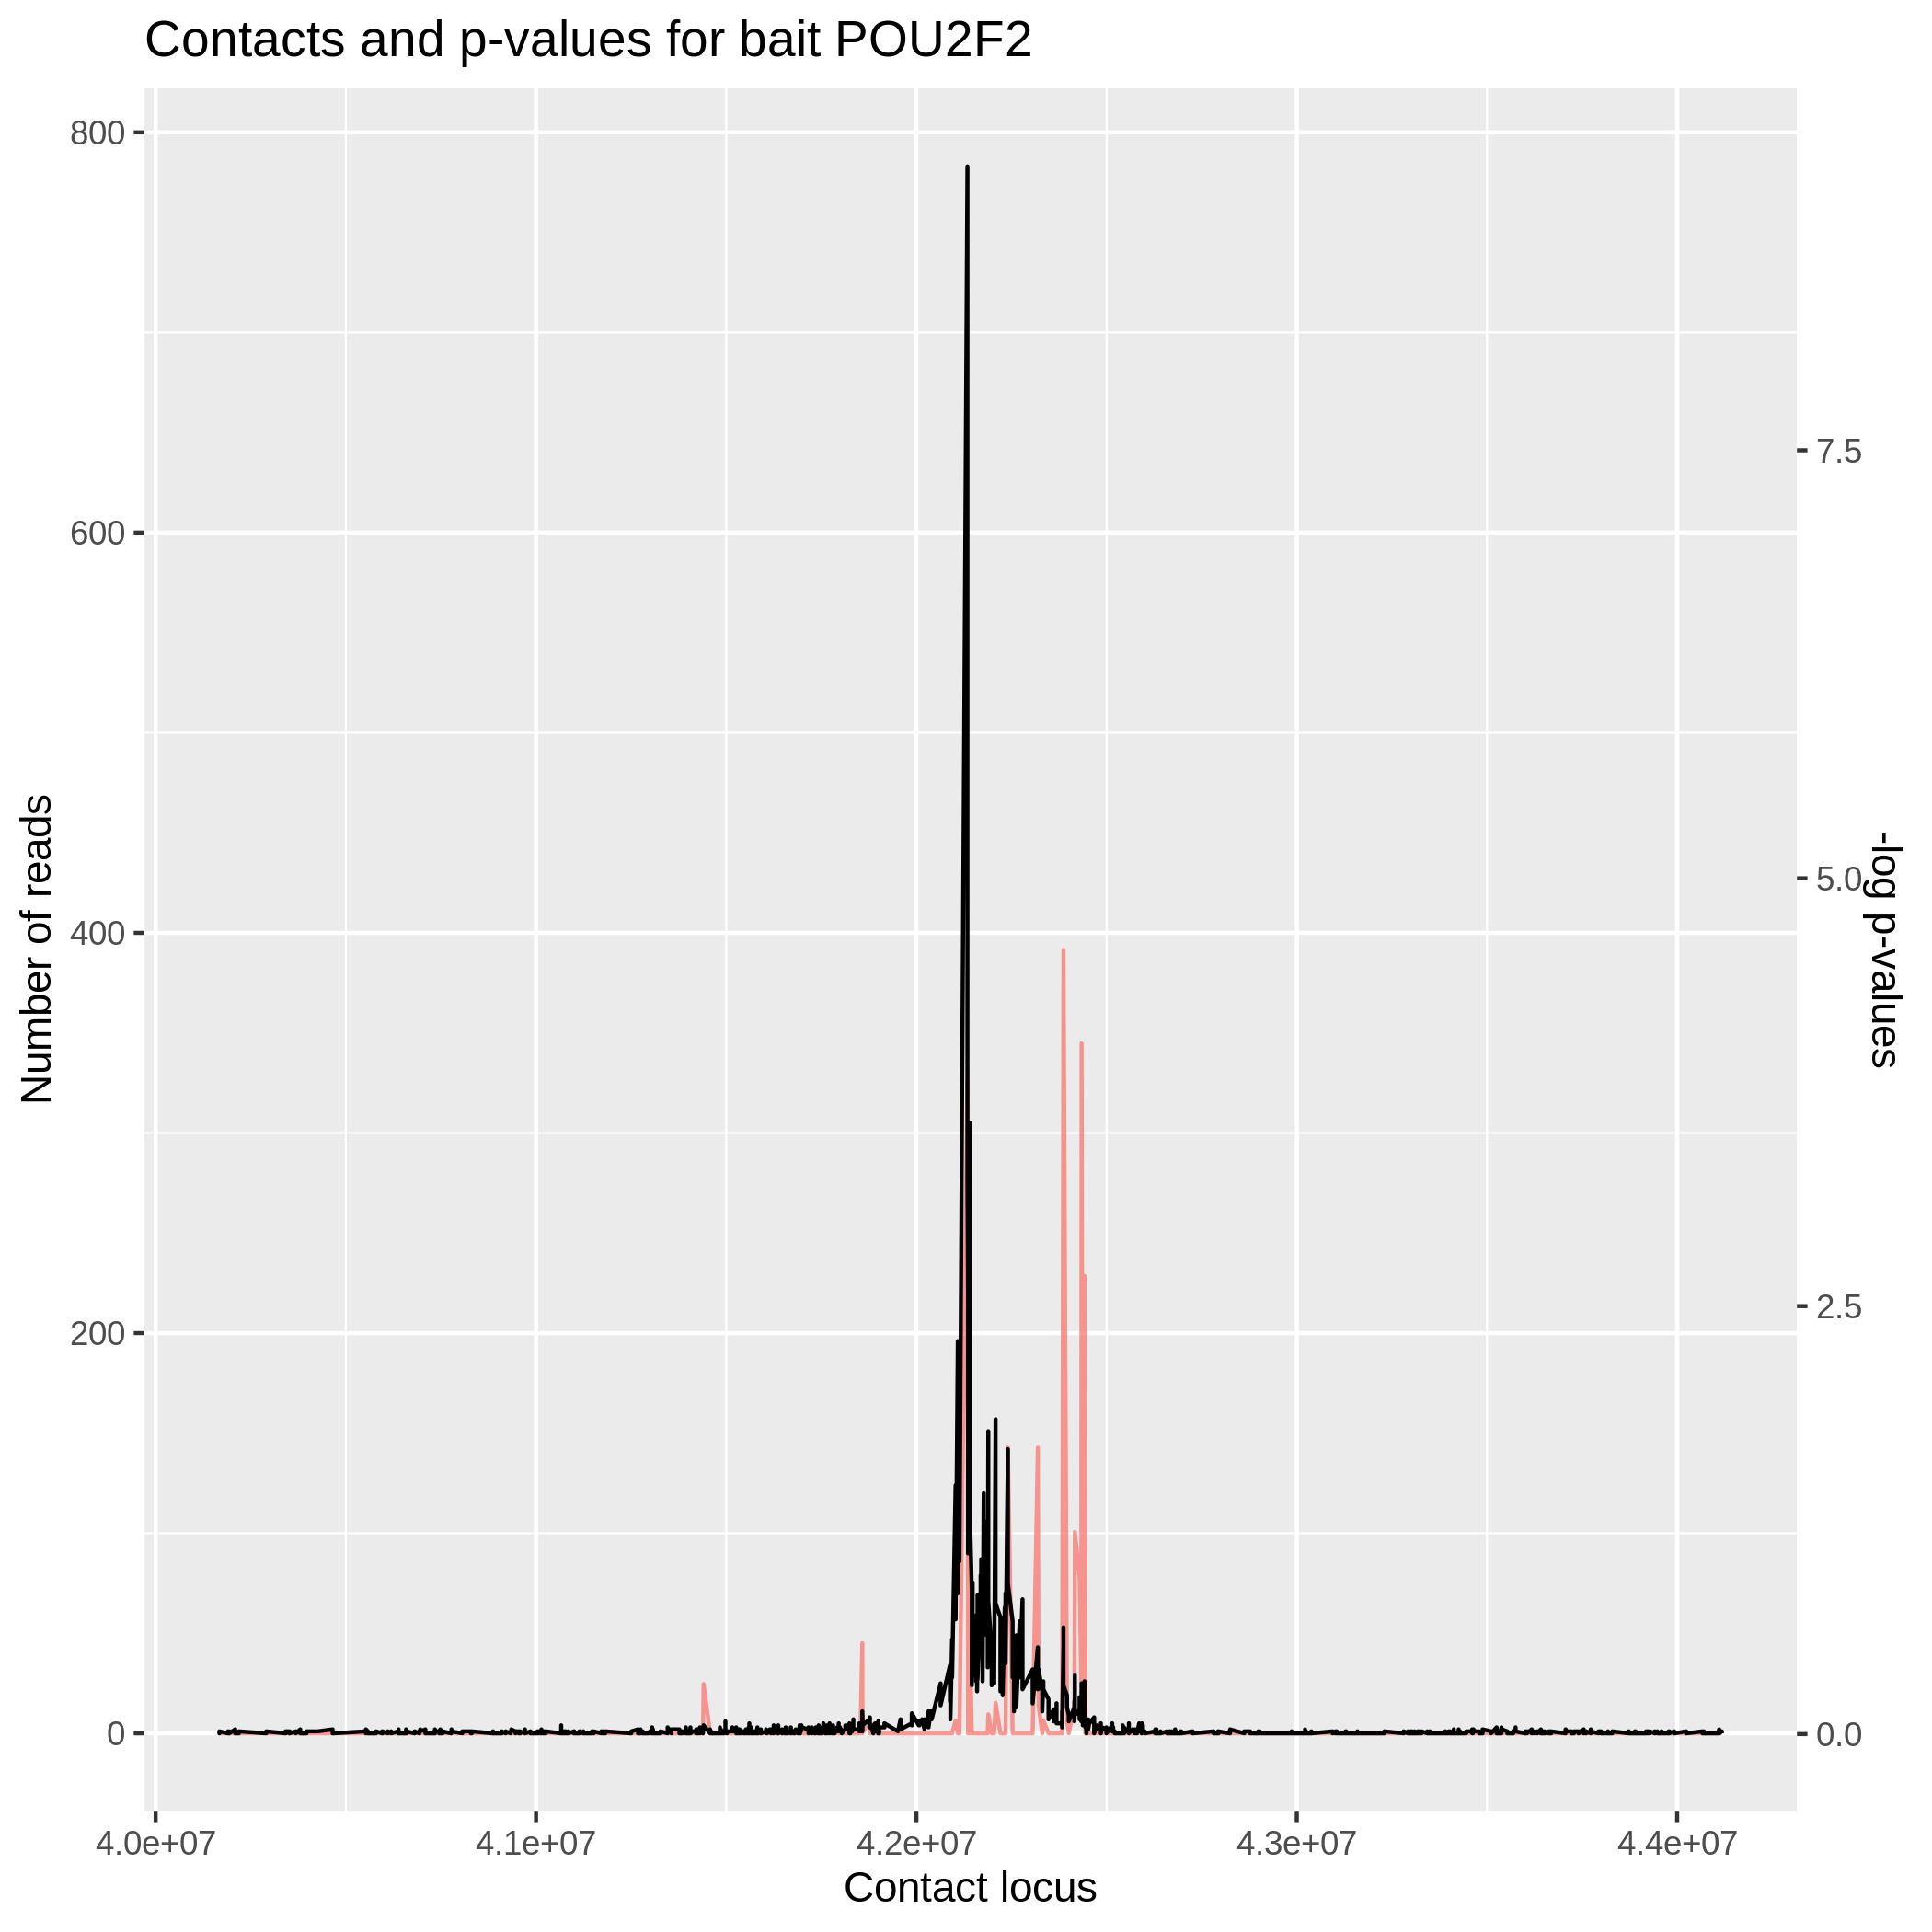 Contacts and p-values for bait POU2F2
800
600
400
200
0
Number of reads
7.5
5.0
2.5
0.0
-log p-values
4.0e+07
4.1e+07
4.2e+07
4.3e+07
4.4e+07
Contact locus